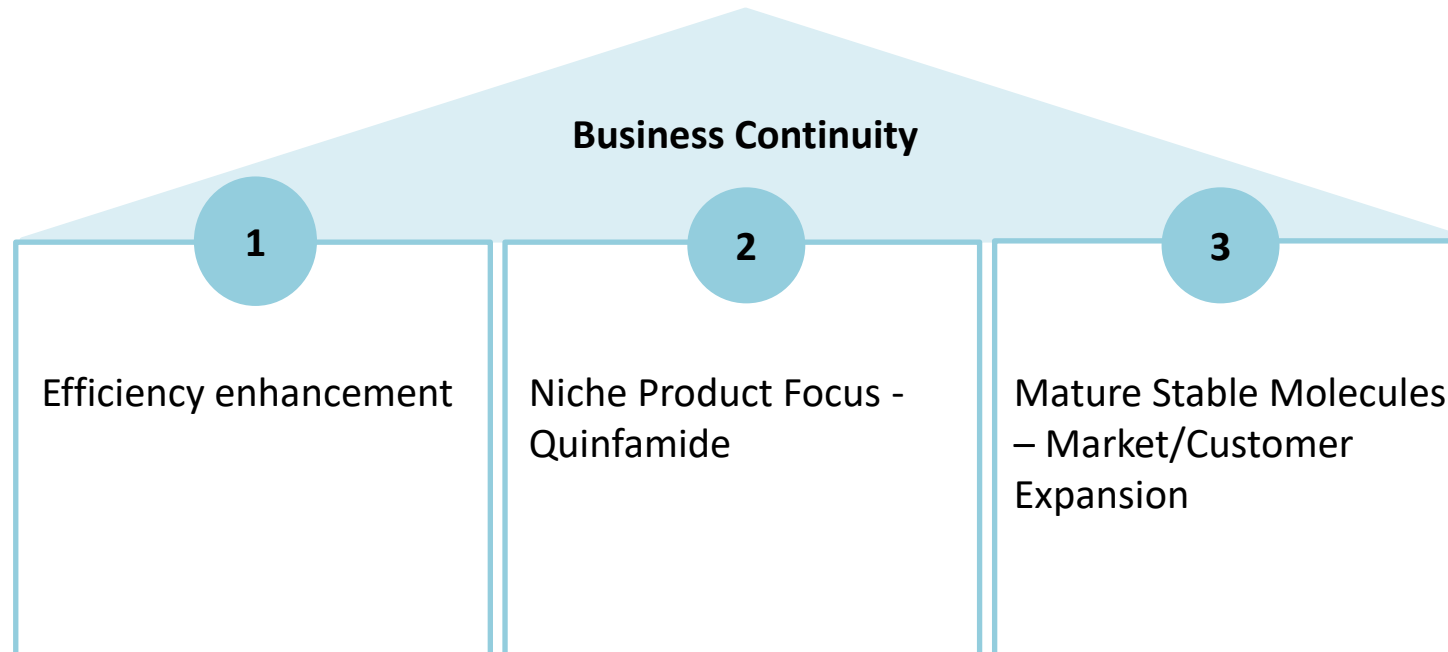 Business Continuity
1
2
3
Efficiency enhancement
Niche Product Focus -
Quinfamide
Mature Stable Molecules
– Market/Customer
Expansion